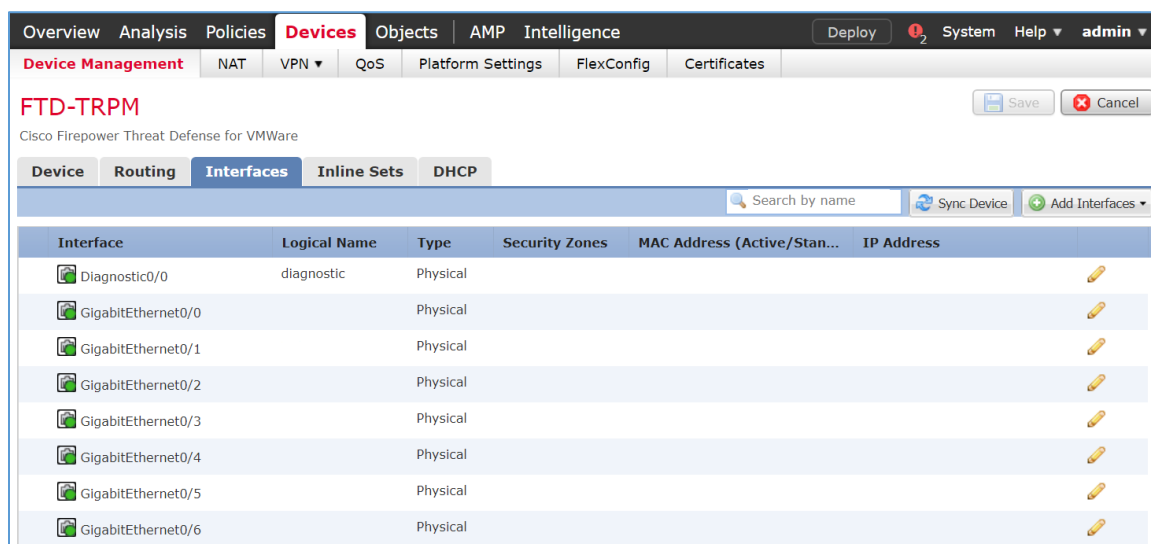 Overview Analysis Policies Devices Objects AMP Intelligence Deploy 2 System Help admin
Device Management NAT VPN QoS Platform Settings FlexConfig Certificates
FTD-TRPM Save Cancel
Cisco Firepower Threat Defense for VMWare
Device Routing Interfaces Inline Sets DHCP
Search by name Sync Device Add Interfaces
Interface Logical Name Type Security Zones MAC Address (Active/Stan... IP Address
Diagnostic0/0 diagnostic Physical
GigabitEthernet0/0 Physical
GigabitEthernet0/1 Physical
GigabitEthernet0/2 Physical
GigabitEthernet0/3 Physical
GigabitEthernet0/4 Physical
GigabitEthernet0/5 Physical
GigabitEthernet0/6 Physical